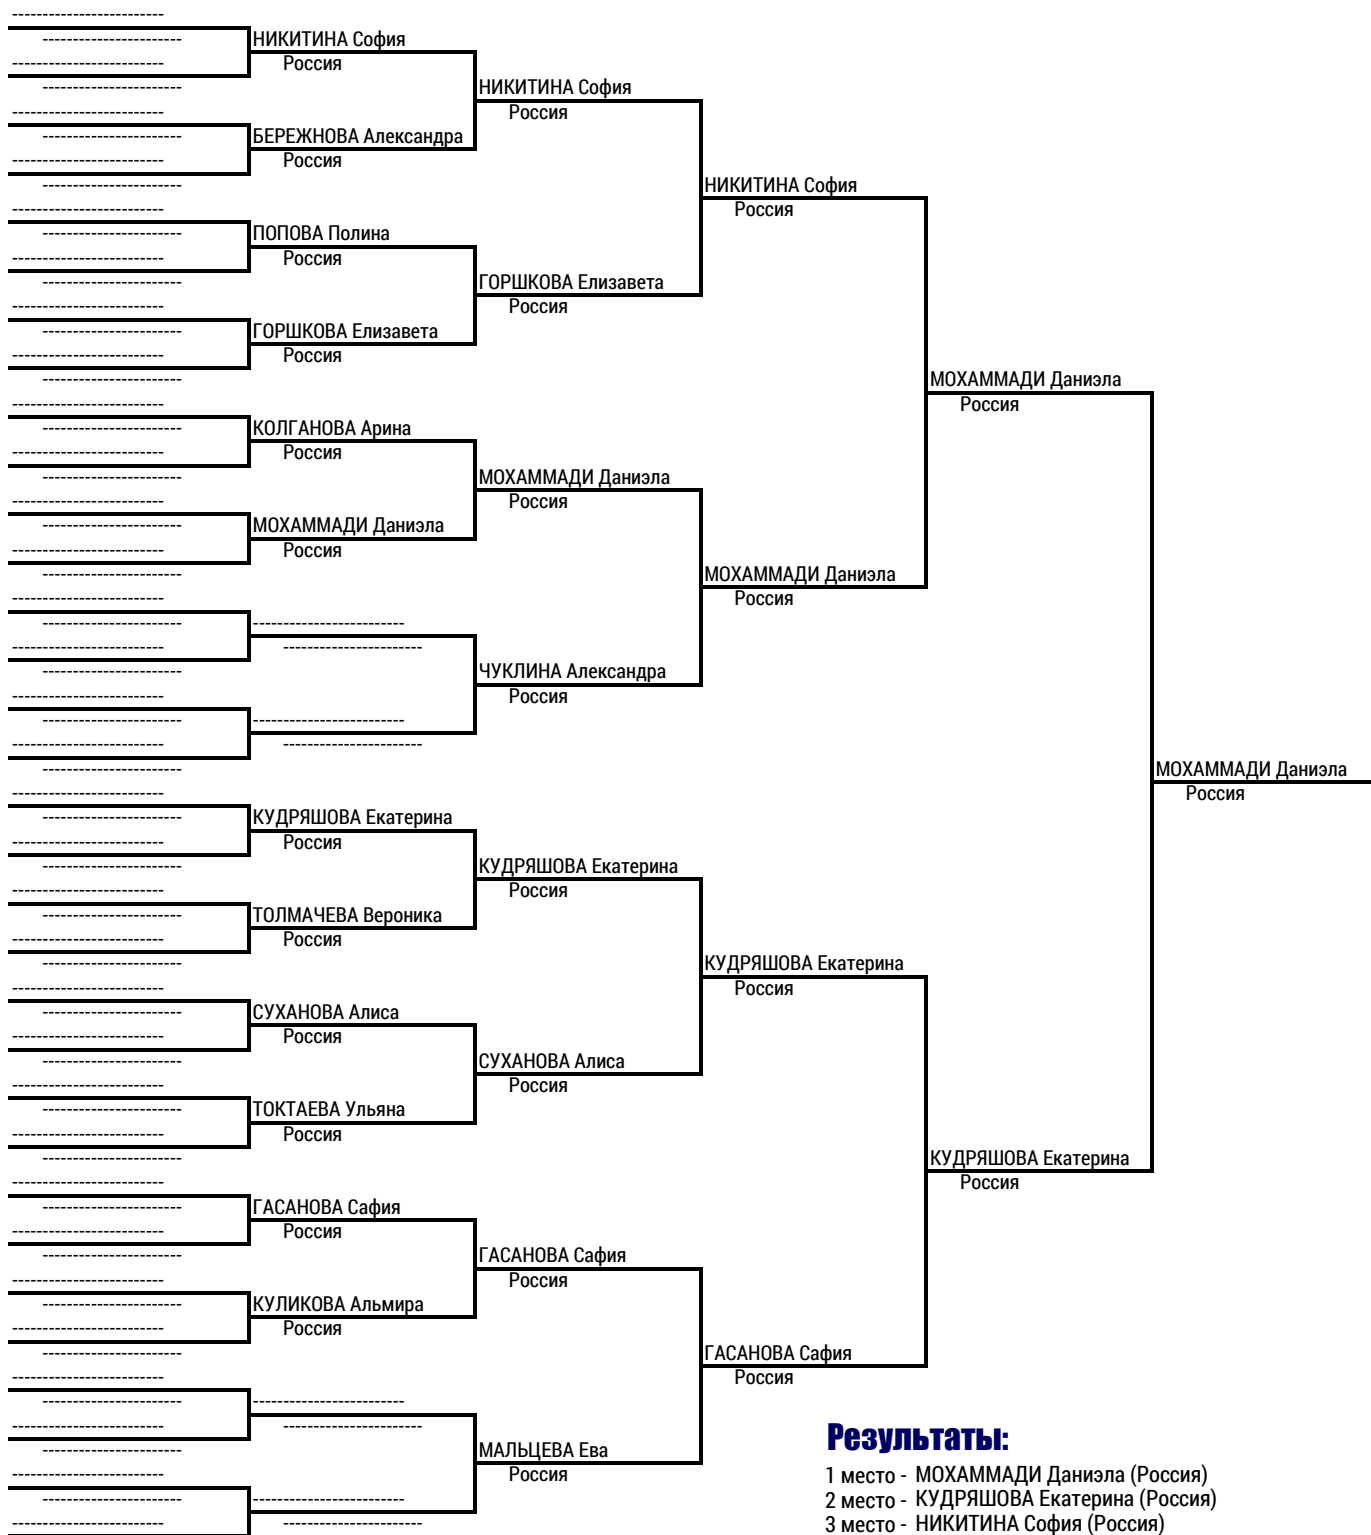 НИКИТИНА София
Россия
БЕРЕЖНОВА Александра
Россия
ПОПОВА Полина
Россия
ГОРШКОВА Елизавета
Россия
КОЛГАНОВА Арина
Россия
МОХАММАДИ Даниэла
Россия
КУДРЯШОВА Екатерина
Россия
ТОЛМАЧЕВА Вероника
Россия
СУХАНОВА Алиса
Россия
ТОКТАЕВА Ульяна
Россия
ГАСАНОВА Сафия
Россия
КУЛИКОВА Альмира
Россия
НИКИТИНА София
Россия
ГОРШКОВА Елизавета
Россия
МОХАММАДИ Даниэла
Россия
ЧУКЛИНА Александра
Россия
КУДРЯШОВА Екатерина
Россия
СУХАНОВА Алиса
Россия
ГАСАНОВА Сафия
Россия
МАЛЬЦЕВА Ева
Россия
НИКИТИНА София
Россия
МОХАММАДИ Даниэла
Россия
КУДРЯШОВА Екатерина
Россия
ГАСАНОВА Сафия
Россия
МОХАММАДИ Даниэла
Россия
КУДРЯШОВА Екатерина
Россия
МОХАММАДИ Даниэла
Россия
Результаты:
1 место - МОХАММАДИ Даниэла (Россия)
2 место - КУДРЯШОВА Екатерина (Россия)
3 место - НИКИТИНА София (Россия)